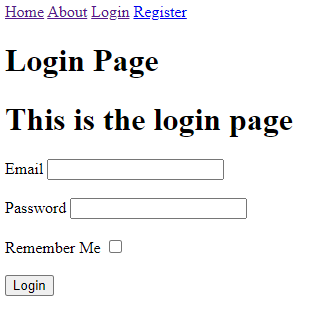 Home About Login Register
Login Page
This is the login page
Email
Password
Remember Me
Login